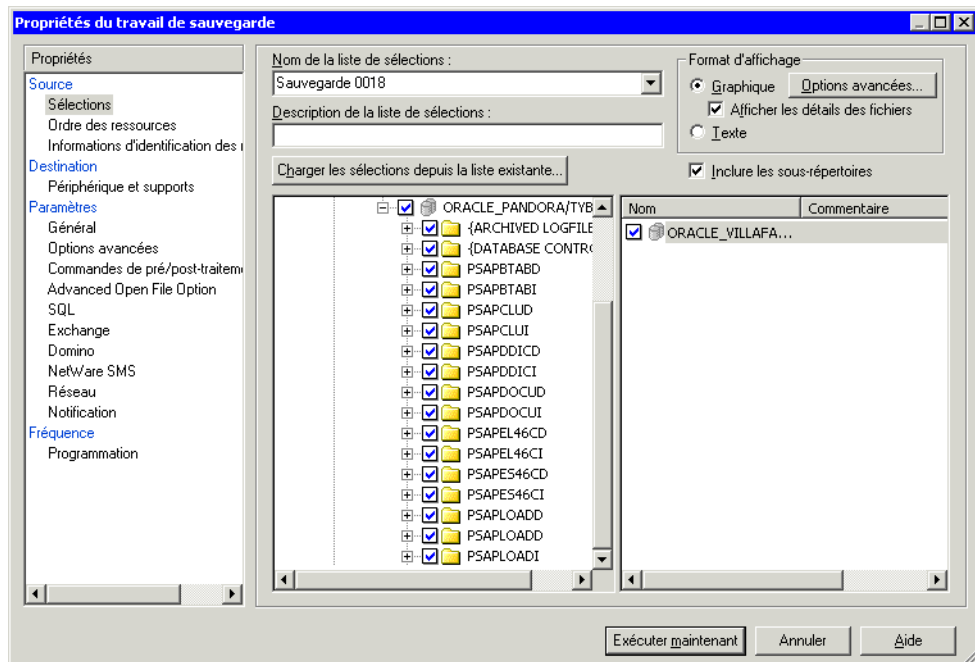 Propriétés du travail de sauvegarde
Propriétés
Source
Sélections
Ordre des ressources
Informations d'identification des
Destination
Périphérique et supports
Paramètres
Général
Options avancées
Commandes de pré/post-traitem
Advanced Open File Option
SQL
Exchange
Domino
NetWare SMS
Réseau
Notification
Fréquence
Programmation
Nom de la liste de sélections :
Sauvegarde 0018
Description de la liste de sélections :
Charger les sélections depuis la liste existante...
Format d'affichage
Graphique
Options avancées...
Afficher les détails des fichiers
Texte
Inclure les sous-répertoires
ORACLE_PANDORA/TYB
{ARCHIVED LOGFILE
{DATABASE CONTRO
PSAPBTABD
PSAPBTABI
PSAPCLUD
PSAPCLUI
PSAPDDICD
PSAPDDICI
PSAPDOCUD
PSAPDOCUI
PSAPEL46CD
PSAPEL46CI
PSAPES46CD
PSAPES46CI
PSAPLOADD
PSAPLOADD
PSAPLOADI
Nom
Commentaire
ORACLE_VILLAFA...
Exécuter maintenant
Annuler
Aide